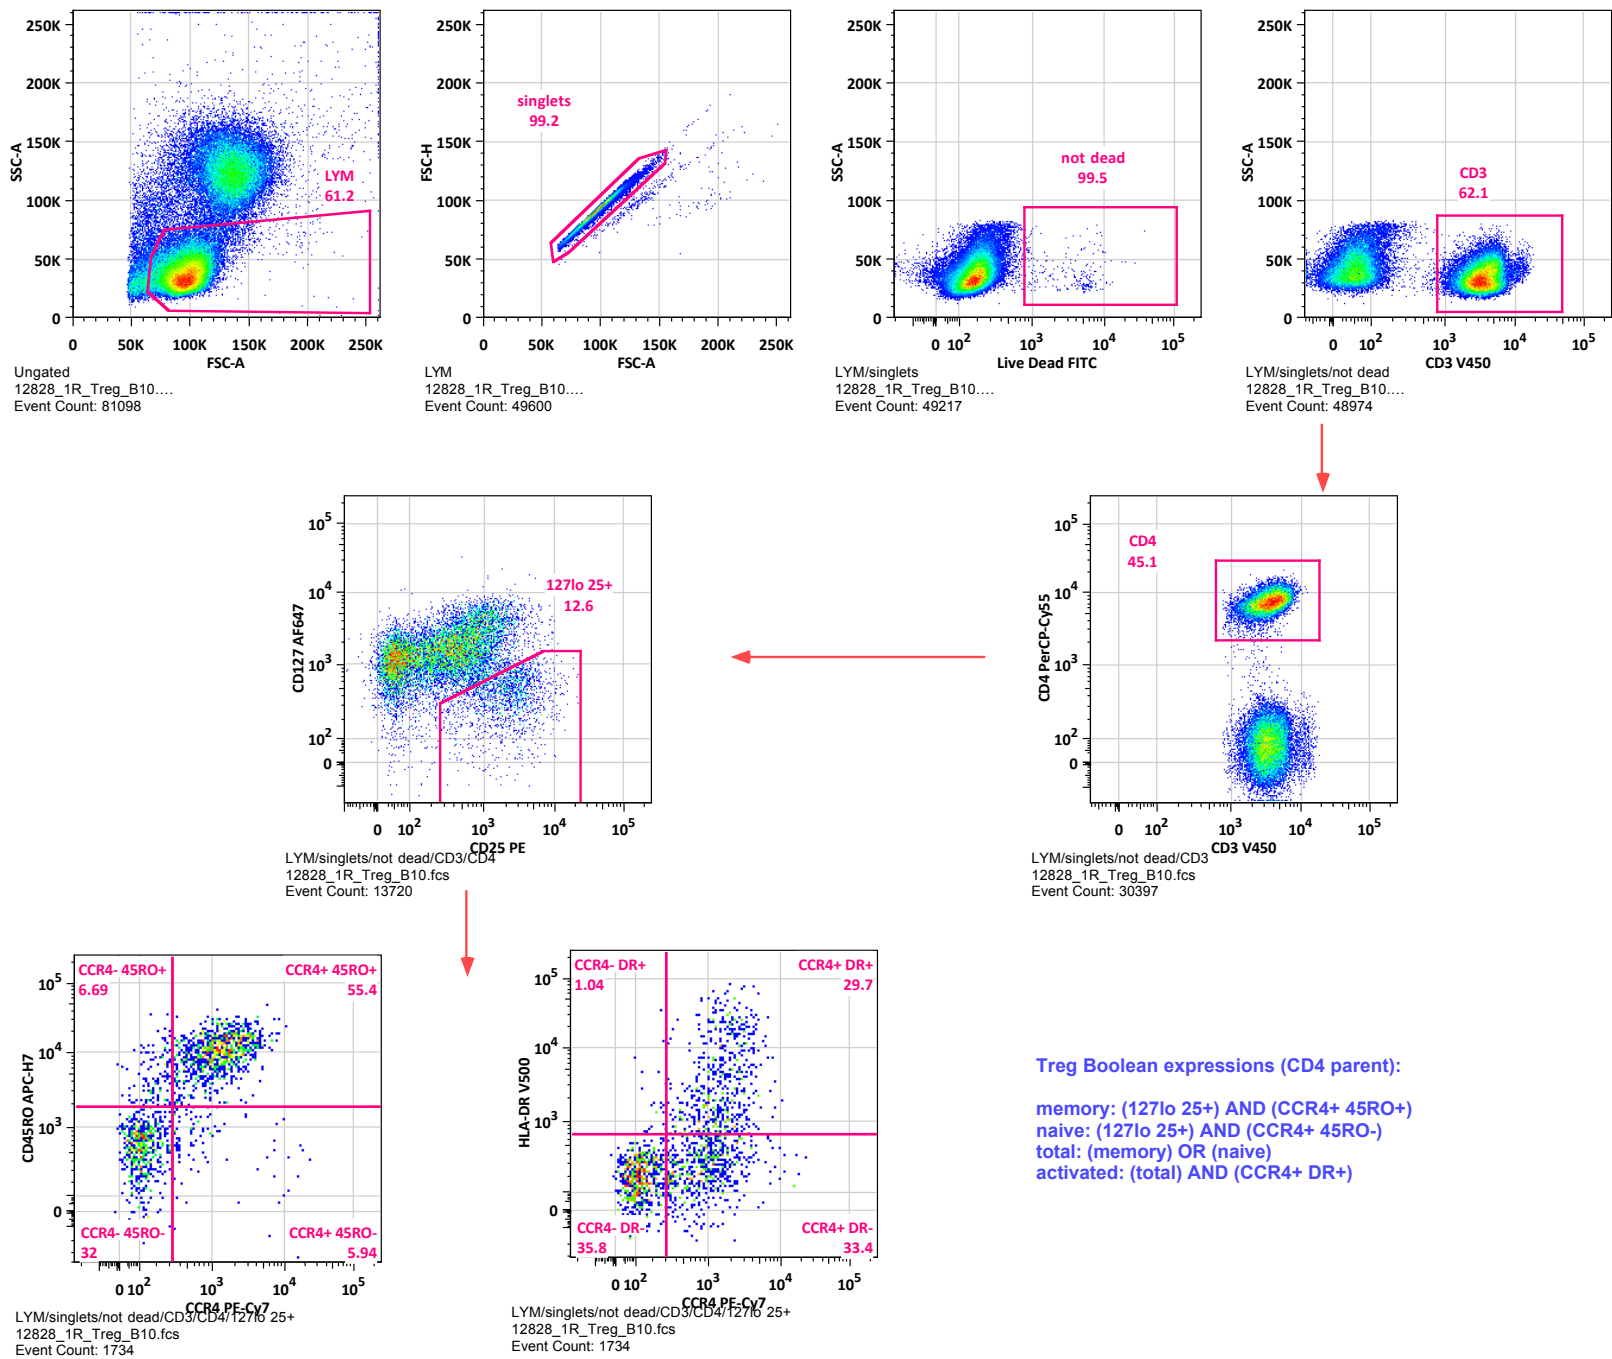 250K
200K
150K
100K
50K
0
SSC-A
LYM
61.2
0 50K 100K 150K 200K 250K
FSC-A
Ungated
12828_1R_Treg_B10....
Event Count: 81098
250K
200K
150K
100K
50K
0
FSC-H
singlets
99.2
0 50K 100K 150K 200K 250K
FSC-A
LYM
12828_1R_Treg_B10....
Event Count: 49600
250K
200K
150K
100K
50K
0
SSC-A
not dead
99.5
0 10^2 10^3 10^4 10^5
Live Dead FITC
LYM/singlets
12828_1R_Treg_B10....
Event Count: 49217
250K
200K
150K
100K
50K
0
SSC-A
CD3
62.1
0 10^2 10^3 10^4 10^5
CD3 V450
LYM/singlets/not dead
12828_1R_Treg_B10....
Event Count: 48974
10^5
10^4
10^3
10^2
0
CD4 PerCP-Cy55
CD4
45.1
0 10^2 10^3 10^4 10^5
CD3 V450
LYM/singlets/not dead/CD3
12828_1R_Treg_B10.fcs
Event Count: 30397
10^5
10^4
10^3
10^2
0
CD127 AF647
127lo 25+
12.6
0 10^2 10^3 10^4 10^5
CD25 PE
LYM/singlets/not dead/CD3/CD4
12828_1R_Treg_B10.fcs
Event Count: 13720
CCR4- 45RO+
6.69
CCR4+ 45RO+
55.4
10^5
10^4
10^3
0
CD45RO APC-H7
CCR4- 45RO-
32
CCR4+ 45RO-
5.94
0 10^2 10^3 10^4 10^5
CCR4 PE-Cy7
LYM/singlets/not dead/CD3/CD4/127lo 25+
12828_1R_Treg_B10.fcs
Event Count: 1734
CCR4- DR+
1.04
CCR4+ DR+
29.7
10^5
10^4
10^3
0
HLA-DR V500
CCR4- DR-
35.8
CCR4+ DR-
33.4
0 10^2 10^3 10^4 10^5
CCR4 PE-Cy7
LYM/singlets/not dead/CD3/CD4/127lo 25+
12828_1R_Treg_B10.fcs
Event Count: 1734
Treg Boolean expressions (CD4 parent):
memory: (127lo 25+) AND (CCR4+ 45RO+)
naive: (127lo 25+) AND (CCR4+ 45RO-)
total: (memory) OR (naive)
activated: (total) AND (CCR4+ DR+)